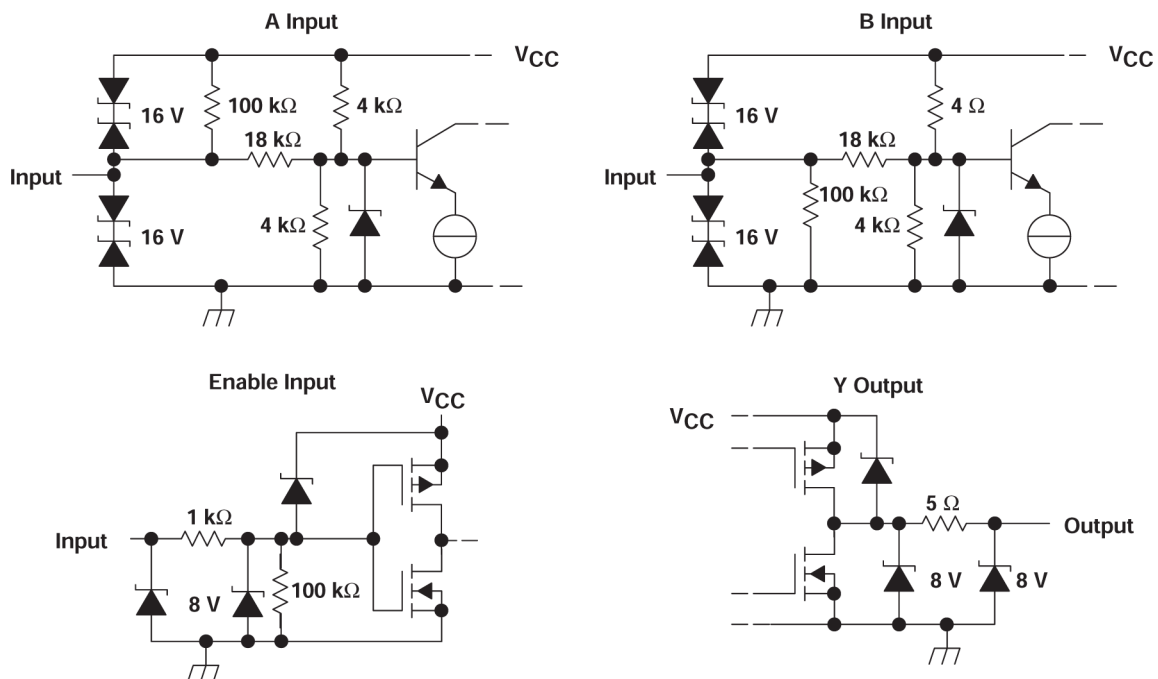 A Input
B Input
VCC
VCC
16 V
100 kΩ
4 kΩ
18 kΩ
Input
16 V
4 kΩ
16 V
4 Ω
18 kΩ
Input
100 kΩ
16 V
4 kΩ
Enable Input
Y Output
VCC
Input
1 kΩ
8 V
100 kΩ
VCC
5 Ω
Output
8 V
8 V